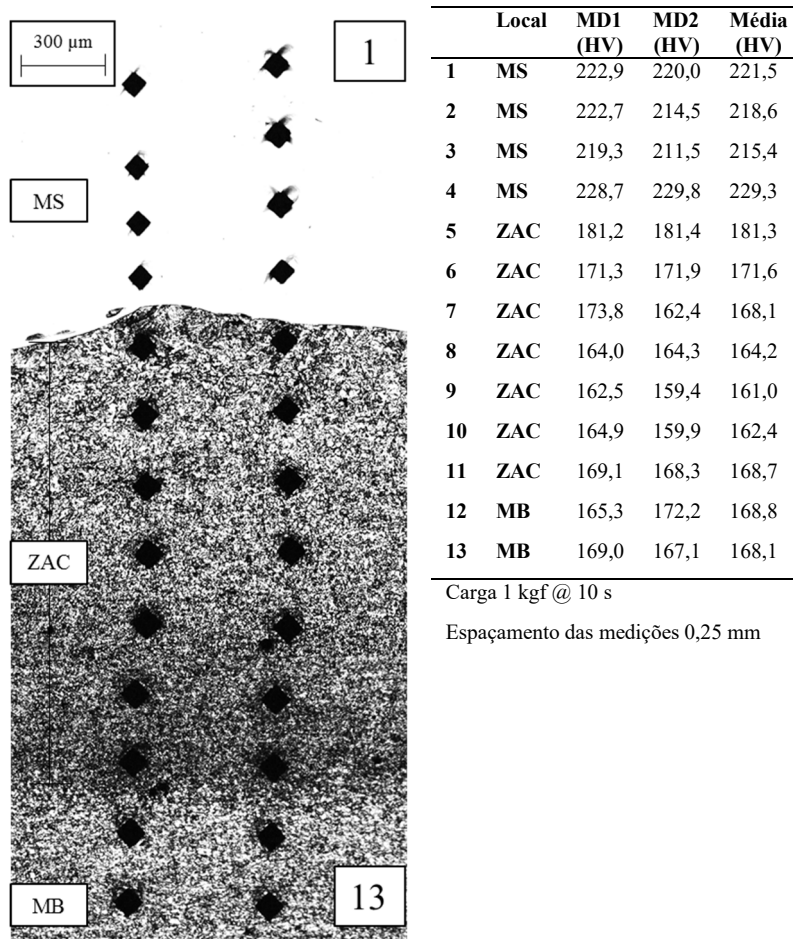 300 µm
1
MS
ZAC
MB
13
Local MD1 (HV) MD2 (HV) Média (HV)
1 MS 222,9 220,0 221,5
2 MS 222,7 214,5 218,6
3 MS 219,3 211,5 215,4
4 MS 228,7 229,8 229,3
5 ZAC 181,2 181,4 181,3
6 ZAC 171,3 171,9 171,6
7 ZAC 173,8 162,4 168,1
8 ZAC 164,0 164,3 164,2
9 ZAC 162,5 159,4 161,0
10 ZAC 164,9 159,9 162,4
11 ZAC 169,1 168,3 168,7
12 MB 165,3 172,2 168,8
13 MB 169,0 167,1 168,1
Carga 1 kgf @ 10 s
Espaçamento das medições 0,25 mm